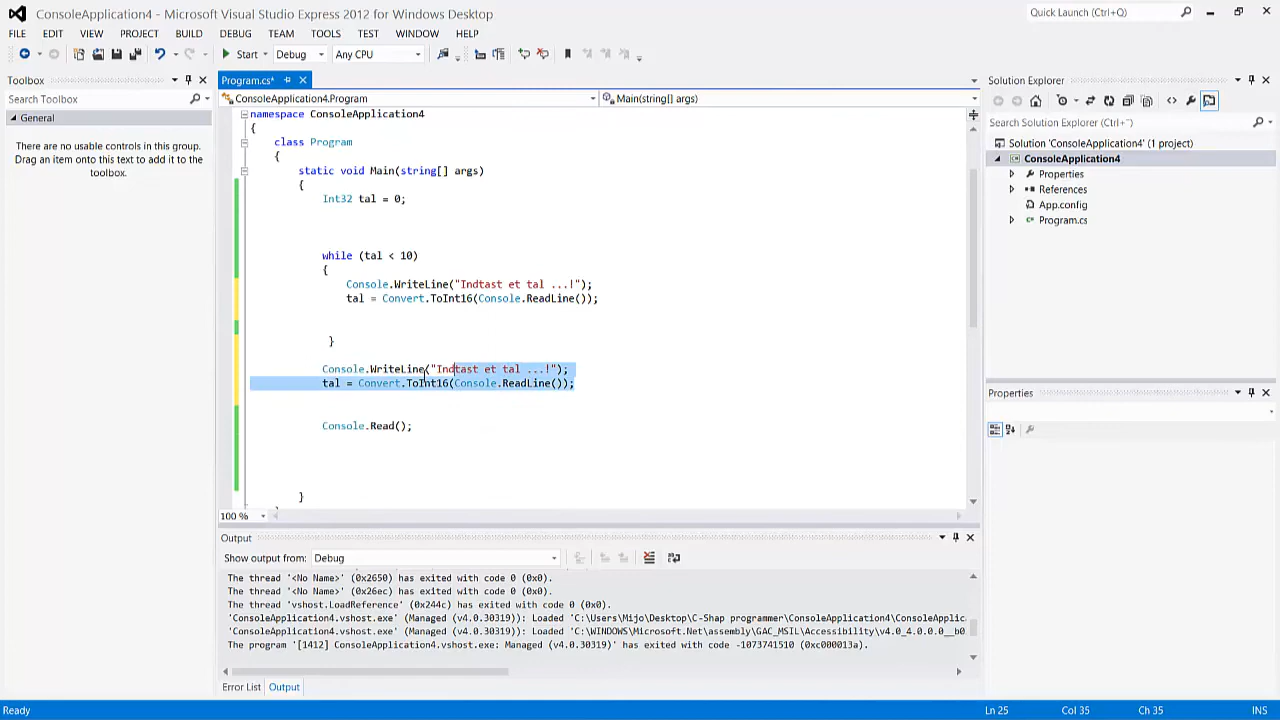 ConsoleApplication4 - Microsoft Visual Studio Express 2012 for Windows Desktop
Quick Launch (Ctrl+Q)
FILE EDIT VIEW PROJECT BUILD DEBUG TEAM TOOLS TEST WINDOW HELP
Start Debug Any CPU
Toolbox
Search Toolbox
General
There are no usable controls in this group. Drag an item onto this text to add it to the toolbox.
Program.cs*
ConsoleApplication4.Program Main(string[] args)
namespace ConsoleApplication4
{
class Program
{
static void Main(string[] args)
{
Int32 tal = 0;
while (tal < 10)
{
Console.WriteLine("Indtast et tal ...!");
tal = Convert.ToInt16(Console.ReadLine());
}
Console.WriteLine("Indtast et tal ...!");
tal = Convert.ToInt16(Console.ReadLine());
Console.Read();
}
100 %
Output
Show output from: Debug
The thread '<No Name>' (0x2650) has exited with code 0 (0x0).
The thread '<No Name>' (0x26ec) has exited with code 0 (0x0).
The thread 'vshost.LoadReference' (0x244c) has exited with code 0 (0x0).
'ConsoleApplication4.vshost.exe' (Managed (v4.0.30319)): Loaded 'C:\Users\Mijo\Desktop\C-Shap programmer\ConsoleApplication4\ConsoleApplic
'ConsoleApplication4.vshost.exe' (Managed (v4.0.30319)): Loaded 'C:\WINDOWS\Microsoft.Net\assembly\GAC_MSIL\Accessibility\v4.0_4.0.0.0__b0
The program '[1412] ConsoleApplication4.vshost.exe: Managed (v4.0.30319)' has exited with code -1073741510 (0xc000013a).
Error List Output
Solution Explorer
Search Solution Explorer (Ctrl+¨)
Solution 'ConsoleApplication4' (1 project)
ConsoleApplication4
Properties
References
App.config
Program.cs
Properties
Ready Ln 25 Col 35 Ch 35 INS